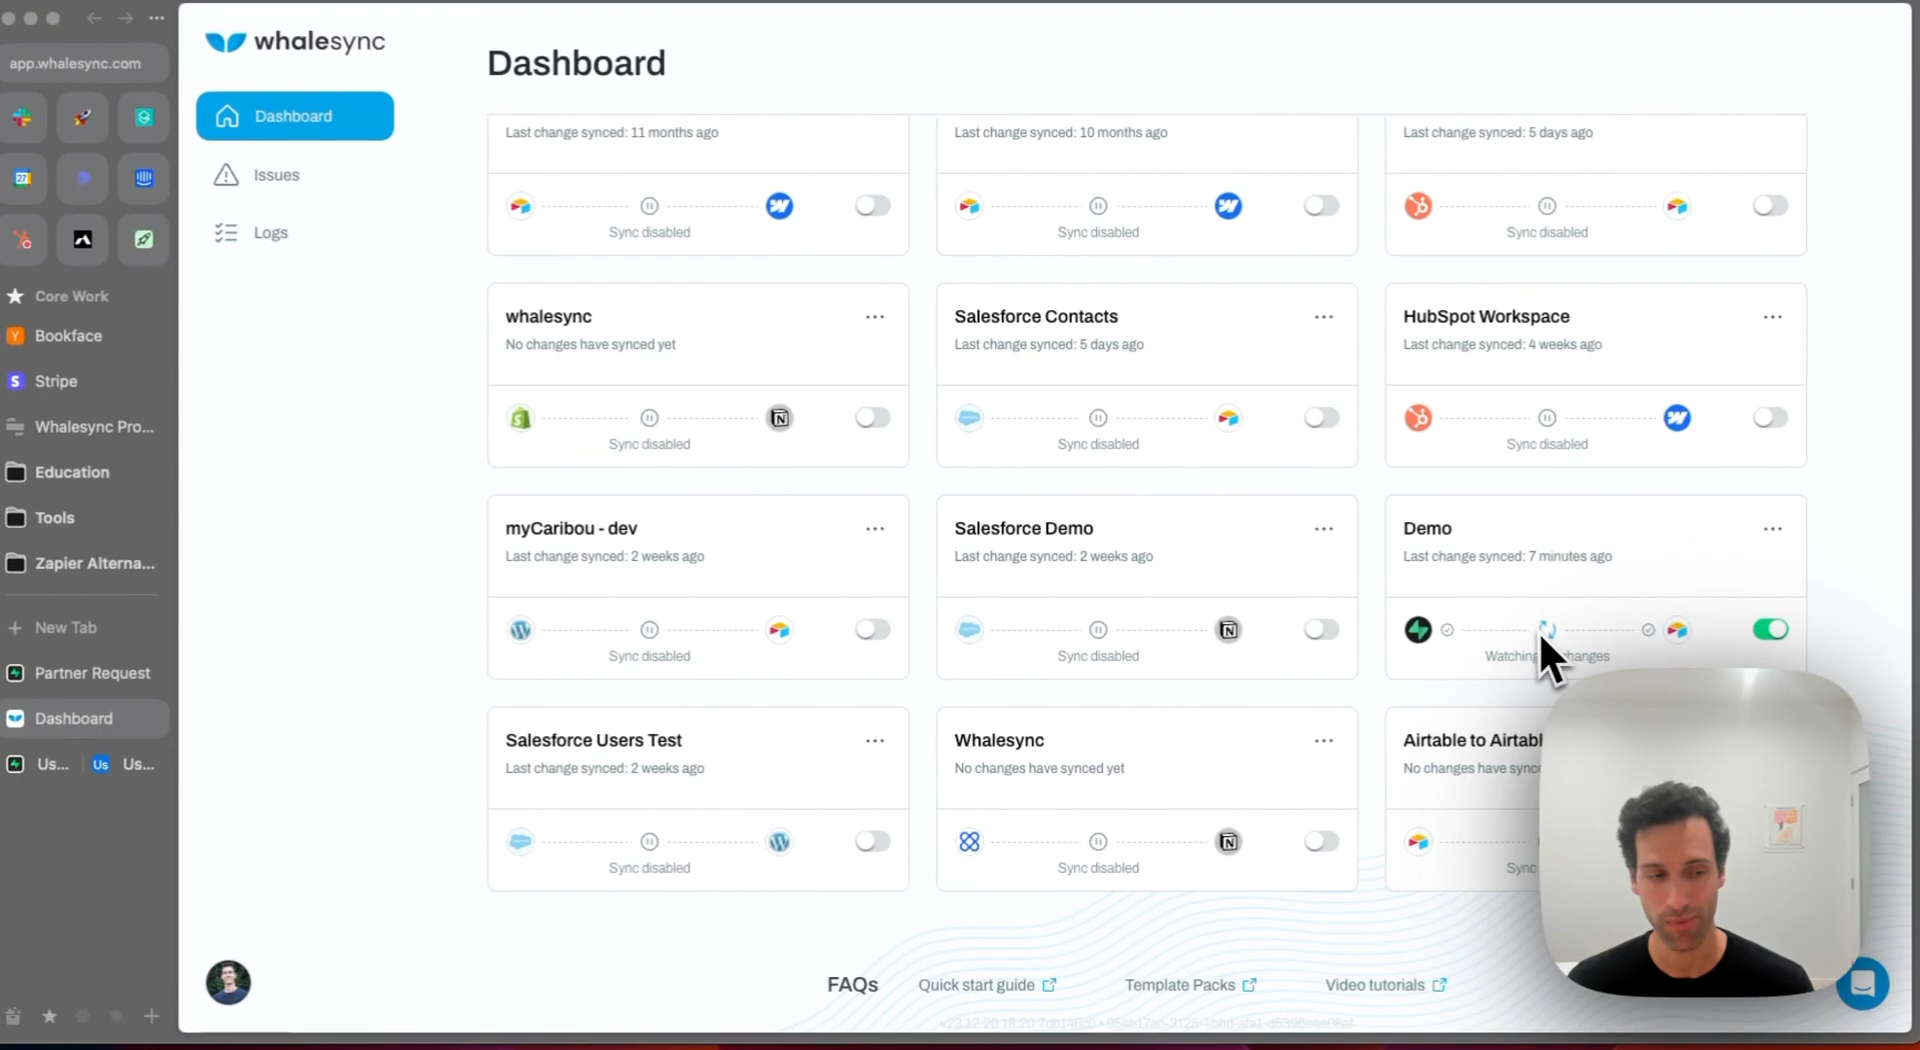 app.whalesync.com
27
Core Work
Bookface
Stripe
Whalesync Pro...
Education
Tools
Zapier Alterna...
New Tab
Partner Request
Dashboard
Us...
Us
Us...
whalesync
Dashboard
Issues
Logs
Dashboard
Last change synced: 11 months ago
Sync disabled
Last change synced: 10 months ago
Sync disabled
Last change synced: 5 days ago
Sync disabled
whalesync
No changes have synced yet
Sync disabled
Salesforce Contacts
Last change synced: 5 days ago
Sync disabled
HubSpot Workspace
Last change synced: 4 weeks ago
Sync disabled
myCaribou - dev
Last change synced: 2 weeks ago
Sync disabled
Salesforce Demo
Last change synced: 2 weeks ago
Sync disabled
Demo
Last change synced: 7 minutes ago
Watching changes
Salesforce Users Test
Last change synced: 2 weeks ago
Sync disabled
Whalesync
No changes have synced yet
Sync disabled
Airtable to Airtabl
No changes have sync
Sync
FAQs
Quick start guide
Template Packs
Video tutorials